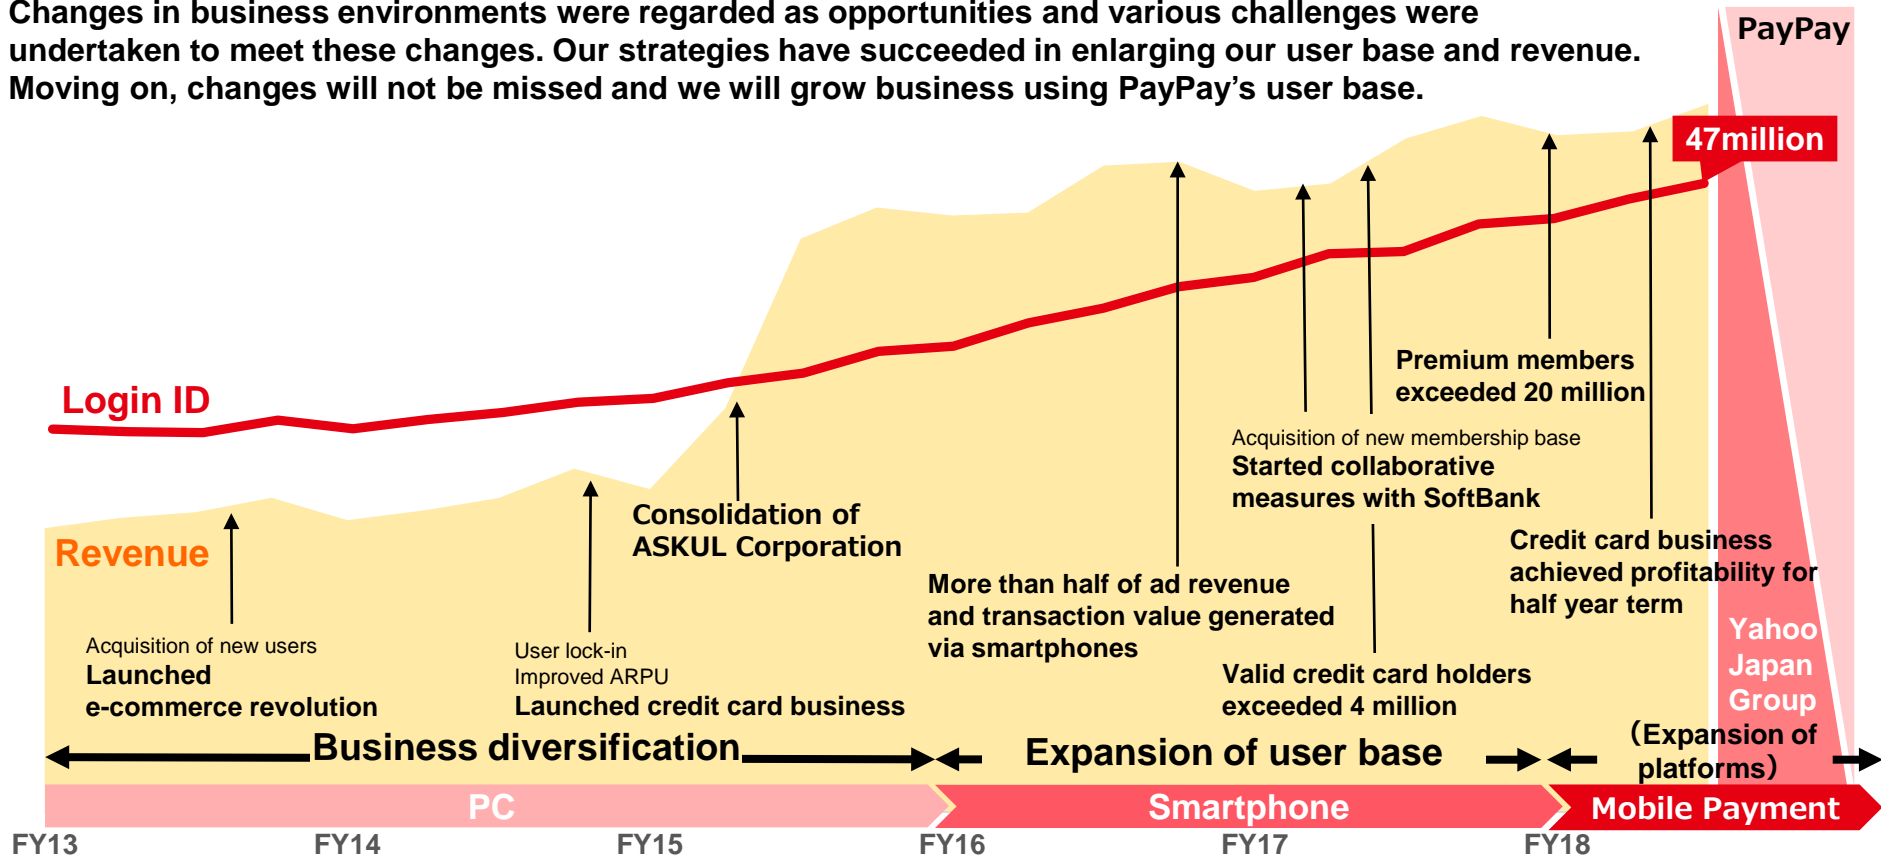 Changes in business environments were regarded as opportunities and various challenges were
undertaken to meet these changes. Our strategies have succeeded in enlarging our user base and revenue.
Moving on, changes will not be missed and we will grow business using PayPay’s user base.
PayPay
47million
Login ID
Revenue
Acquisition of new users
Launched
e-commerce revolution
User lock-in
Improved ARPU
Launched credit card business
Consolidation of
ASKUL Corporation
More than half of ad revenue
and transaction value generated
via smartphones
Acquisition of new membership base
Started collaborative
measures with SoftBank
Valid credit card holders
exceeded 4 million
Premium members
exceeded 20 million
Credit card business
achieved profitability for
half year term
Yahoo
Japan
Group
Business diversification
Expansion of user base
（Expansion of
platforms）
PC
Smartphone
Mobile Payment
FY13
FY14
FY15
FY16
FY17
FY18